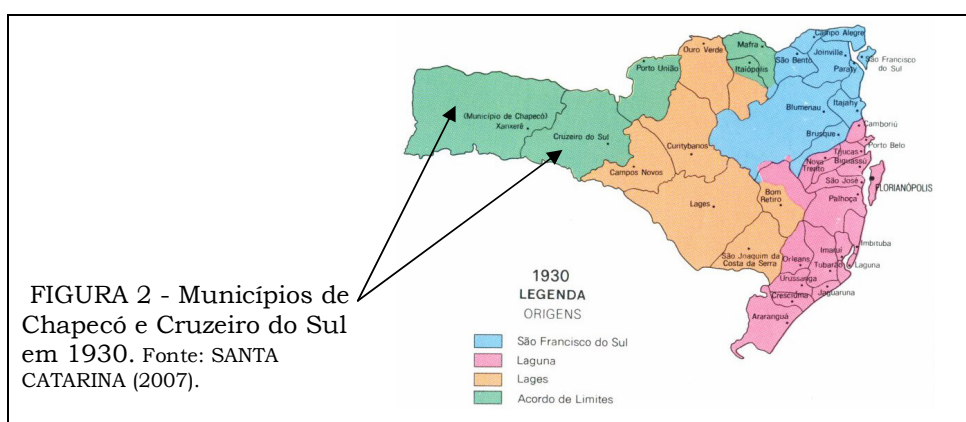 Campo Alegre
Ouro Verde
Mafra
São Bento
Joinville
São Francisco
do Sul
Porto União
Itaiópolis
Paraty
(Município de Chapecó)
Xanxerê
Blumenau
Itajahy
Cruzeiro do Sul
Brusque
Camboriú
Curitybanos
Tijucas
Porto Belo
Nova
Trento
Biguassú
Campos Novos
São José
FLORIANÓPOLIS
Bom
Retiro
Palhoça
Lages
Imbituba
São Joaquim da
Costa da Serra
Orleans
Imaruí
Tubarão
Laguna
Urussanga
Jaguaruna
Cresciuma
Araranguá
FIGURA 2 - Municípios de
Chapecó e Cruzeiro do Sul
em 1930. Fonte: SANTA
CATARINA (2007).
1930
LEGENDA
ORIGENS
São Francisco do Sul
Laguna
Lages
Acordo de Limites